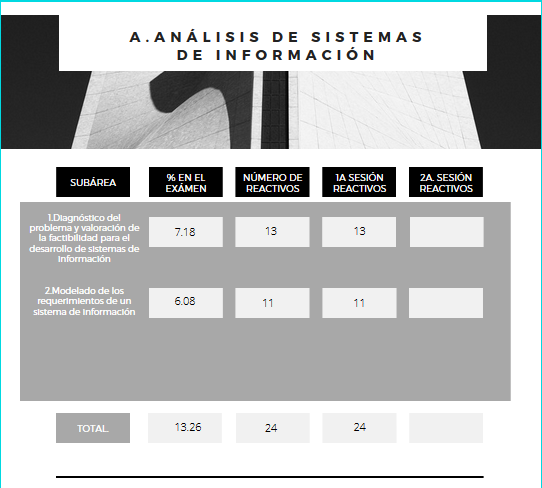 A.ANÁLISIS DE SISTEMAS
DE INFORMACIÓN
SUBÁREA
% EN EL
EXÁMEN
NÚMERO DE
REACTIVOS
1A SESIÓN
REACTIVOS
2A. SESIÓN
REACTIVOS
1.Diagnóstico del
problema y valoración de
la factibilidad para el
desarrollo de sistemas de
información
7.18
13
13
2.Modelado de los
requerimientos de un
sistema de información
6.08
11
11
TOTAL.
13.26
24
24